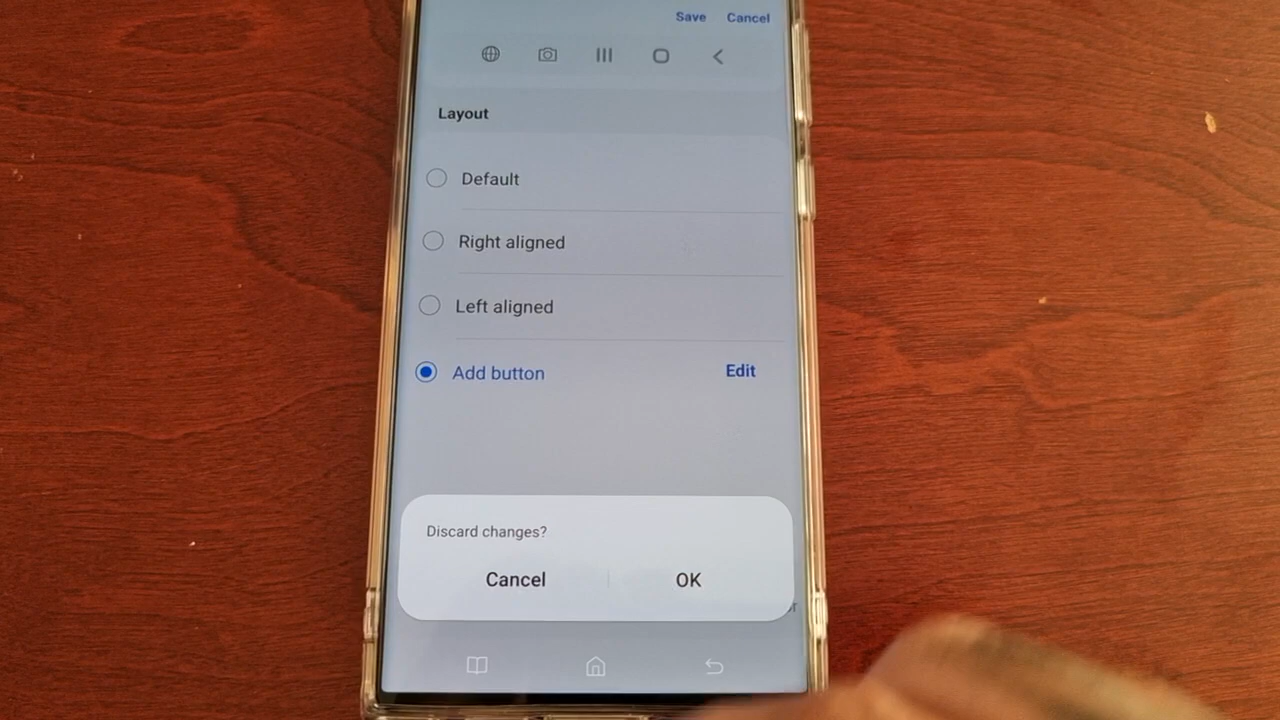 Save Cancel
Layout
Default
Right aligned
Left aligned
Add button Edit
Discard changes?
Cancel OK